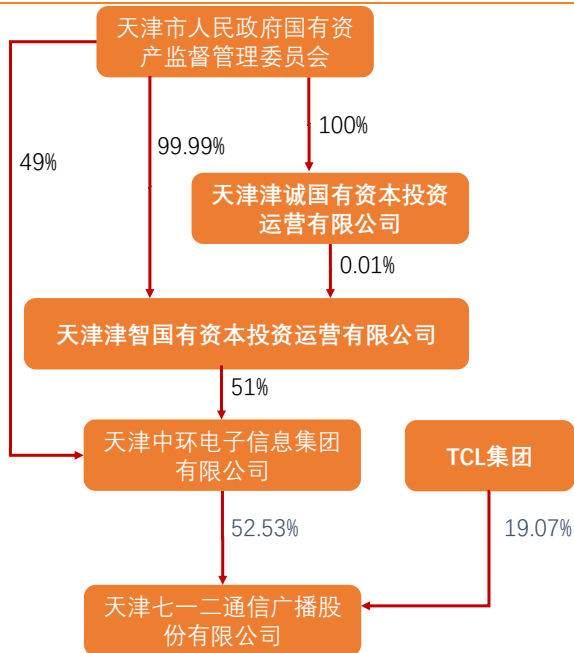 天津市人民政府国有资
产监督管理委员会
49%
99.99%
100%
天津津诚国有资本投资
运营有限公司
0.01%
天津津智国有资本投资运营有限公司
51%
天津中环电子信息集团
有限公司
TCL集团
52.53%
19.07%
天津七一二通信广播股
份有限公司